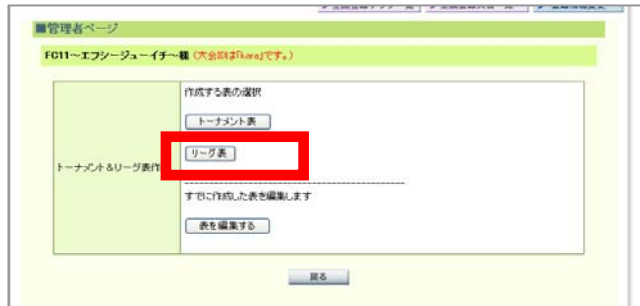 ■管理者ページ
FC11～エフシージューイチ～様 (大会IDは「kara」です。)
作成する表の選択
トーナメント表
リーグ表
トーナメント&リーグ表作
すでに作成した表を編集します
表を編集する
戻る